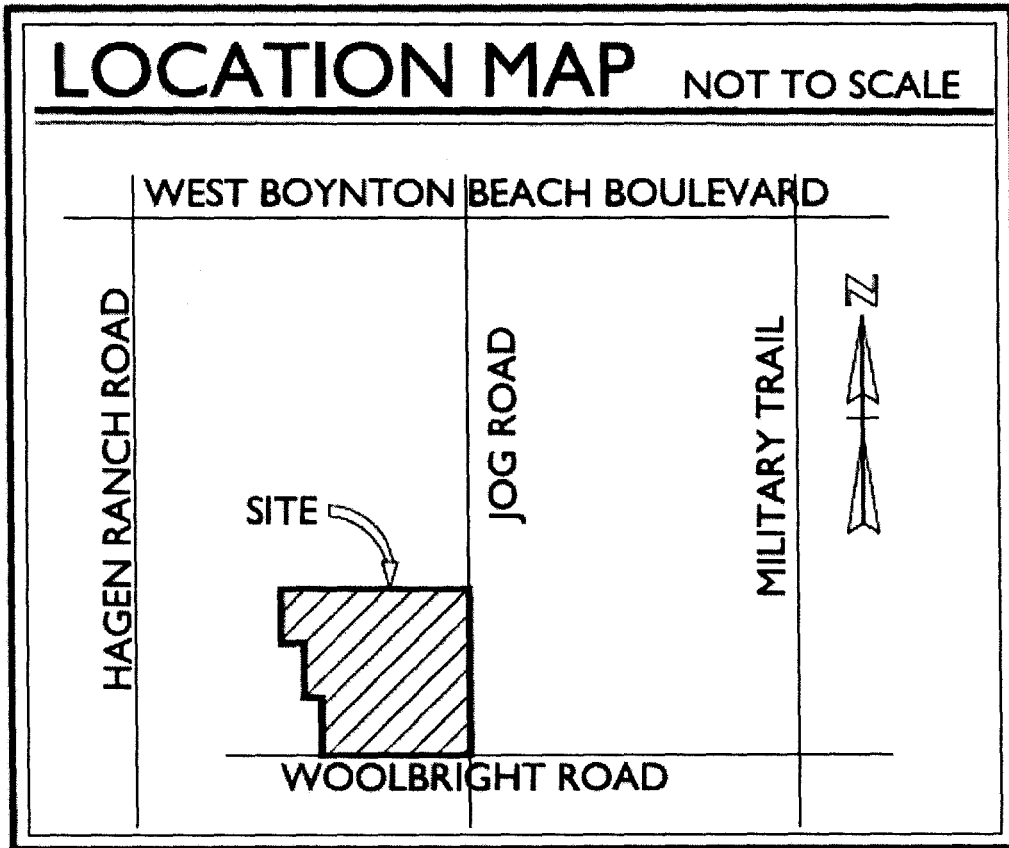 LOCATION MAP NOT TO SCALE
WEST BOYNTON BEACH BOULEVARD
HAGEN RANCH ROAD
JOG ROAD
MILITARY TRAIL
N
SITE
WOOLBRIGHT ROAD